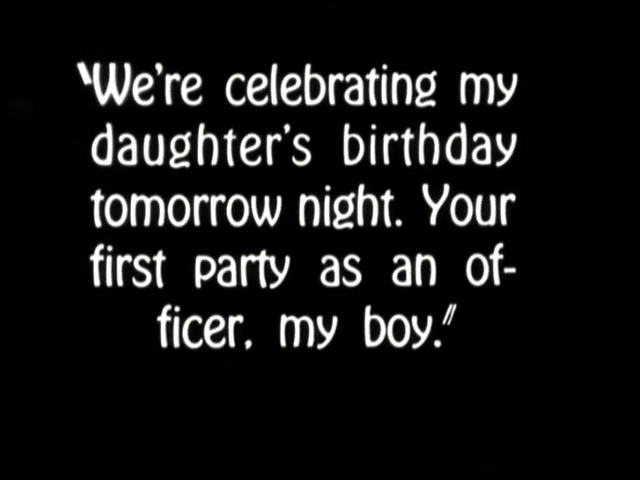 "We're celebrating my
daughter's birthday
tomorrow night. Your
first party as an of-
ficer, my boy."